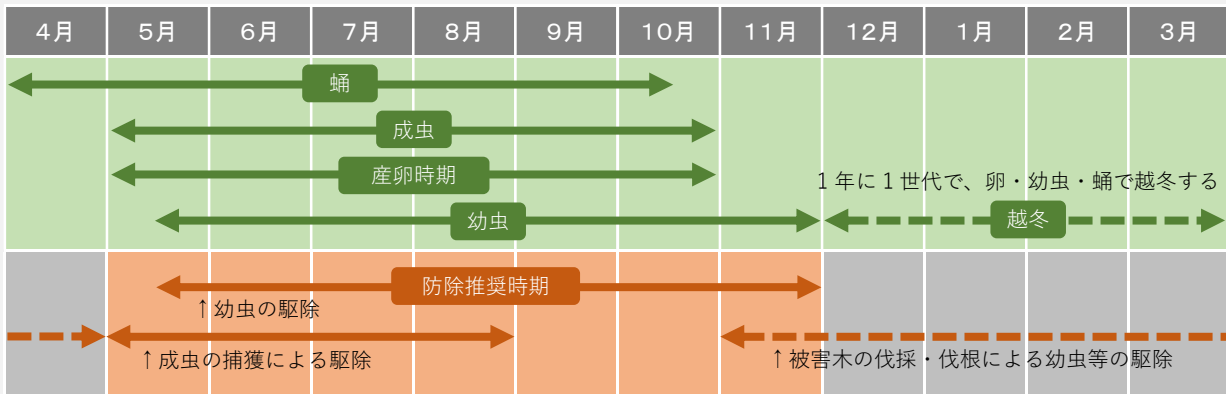 4月 5月 6月 7月 8月 9月 10月 11月 12月 1月 2月 3月
蛹
成虫
産卵時期
1年に1世代で、卵・幼虫・蛹で越冬する
幼虫
越冬
防除推奨時期
↑幼虫の駆除
↑成虫の捕獲による駆除
↑被害木の伐採・伐根による幼虫等の駆除